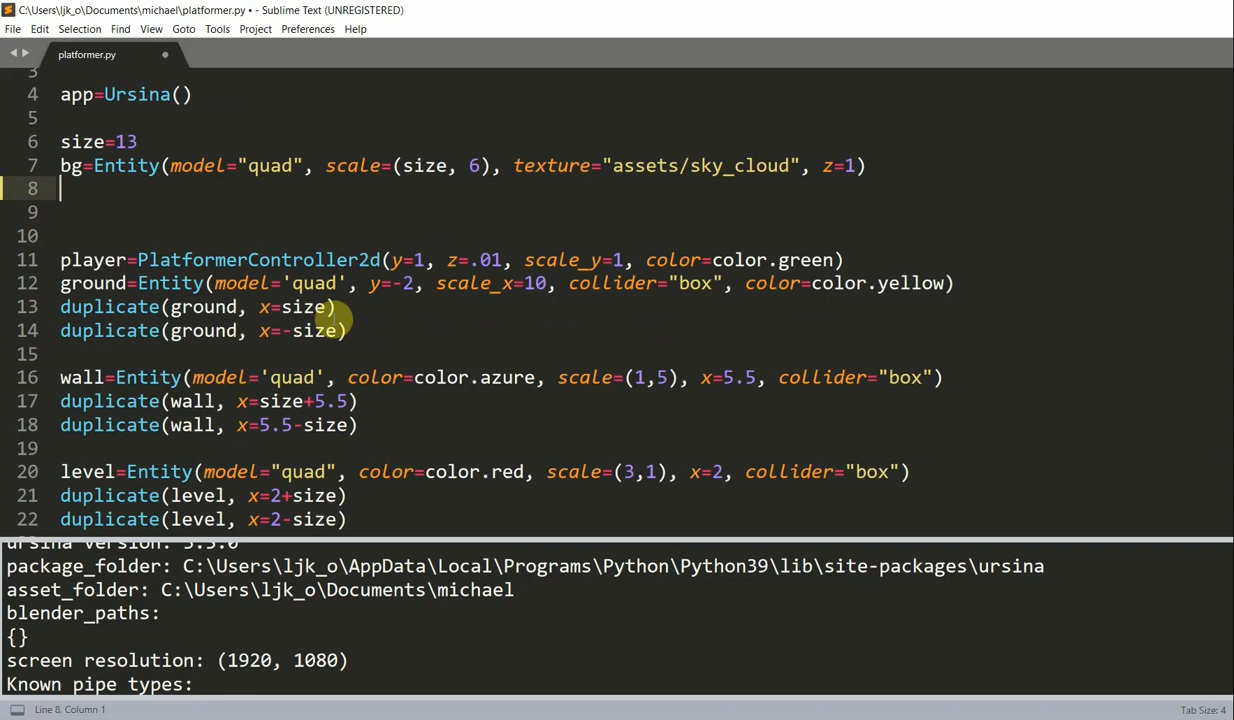 C:\Users\ljk_o\Documents\michael\platformer.py • - Sublime Text (UNREGISTERED)
File Edit Selection Find View Goto Tools Project Preferences Help
platformer.py
3
4 app=Ursina()
5
6 size=13
7 bg=Entity(model="quad", scale=(size, 6), texture="assets/sky_cloud", z=1)
8
9
10
11 player=PlatformerController2d(y=1, z=.01, scale_y=1, color=color.green)
12 ground=Entity(model='quad', y=-2, scale_x=10, collider="box", color=color.yellow)
13 duplicate(ground, x=size)
14 duplicate(ground, x=-size)
15
16 wall=Entity(model='quad', color=color.azure, scale=(1,5), x=5.5, collider="box")
17 duplicate(wall, x=size+5.5)
18 duplicate(wall, x=5.5-size)
19
20 level=Entity(model="quad", color=color.red, scale=(3,1), x=2, collider="box")
21 duplicate(level, x=2+size)
22 duplicate(level, x=2-size)
ursina version:
package_folder: C:\Users\ljk_o\AppData\Local\Programs\Python\Python39\lib\site-packages\ursina
asset_folder: C:\Users\ljk_o\Documents\michael
blender_paths:
{}
screen resolution: (1920, 1080)
Known pipe types:
Line 8, Column 1 Tab Size: 4